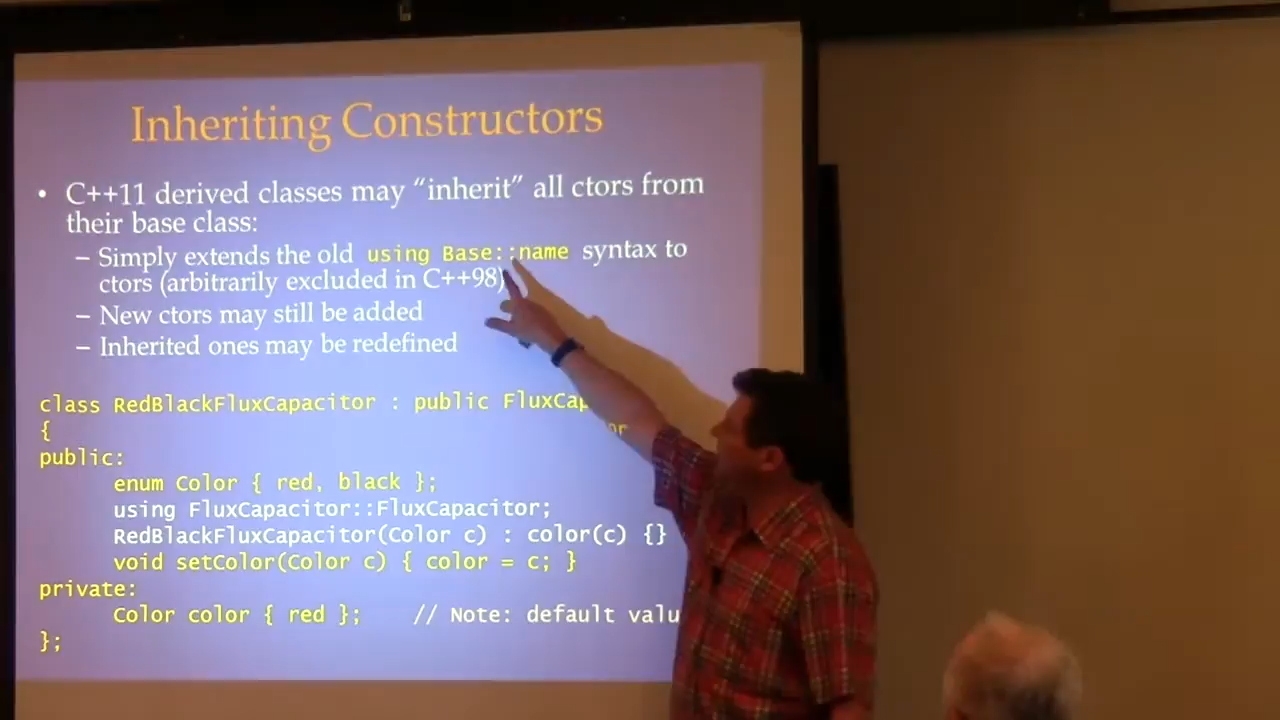 Inheriting Constructors
• C++11 derived classes may “inherit” all ctors from
their base class:
– Simply extends the old using Base::name syntax to
ctors (arbitrarily excluded in C++98)
– New ctors may still be added
– Inherited ones may be redefined
class RedBlackFluxCapacitor : public
{
public:
enum Color { red, black };
using FluxCapacitor::FluxCapacitor;
RedBlackFluxCapacitor(Color c) : color(c) {}
void setColor(Color c) { color = c; }
private:
Color color { red }; // Note: default
};